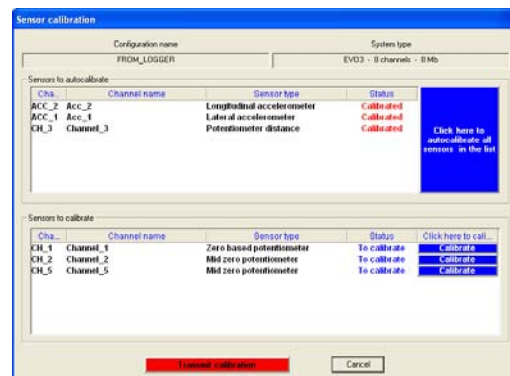 Sensor calibration
Configuration name System type
FROM_LOGGER EVO3 - 8 channels - 8 Mb
Sensors to autocalibrate
Cha... Channel name Sensor type Status
ACC_2 Acc_2 Longitudinal accelerometer Calibrated
ACC_1 Acc_1 Lateral accelerometer Calibrated
CH_3 Channel_3 Potentiometer distance Calibrated
Click here to
autocalibrate all
sensors in the list
Sensors to calibrate
Cha... Channel name Sensor type Status Click here to cali...
CH_1 Channel_1 Zero based potentiometer To calibrate Calibrate
CH_2 Channel_2 Mid zero potentiometer To calibrate Calibrate
CH_5 Channel_5 Mid zero potentiometer To calibrate Calibrate
Transmit calibration Cancel